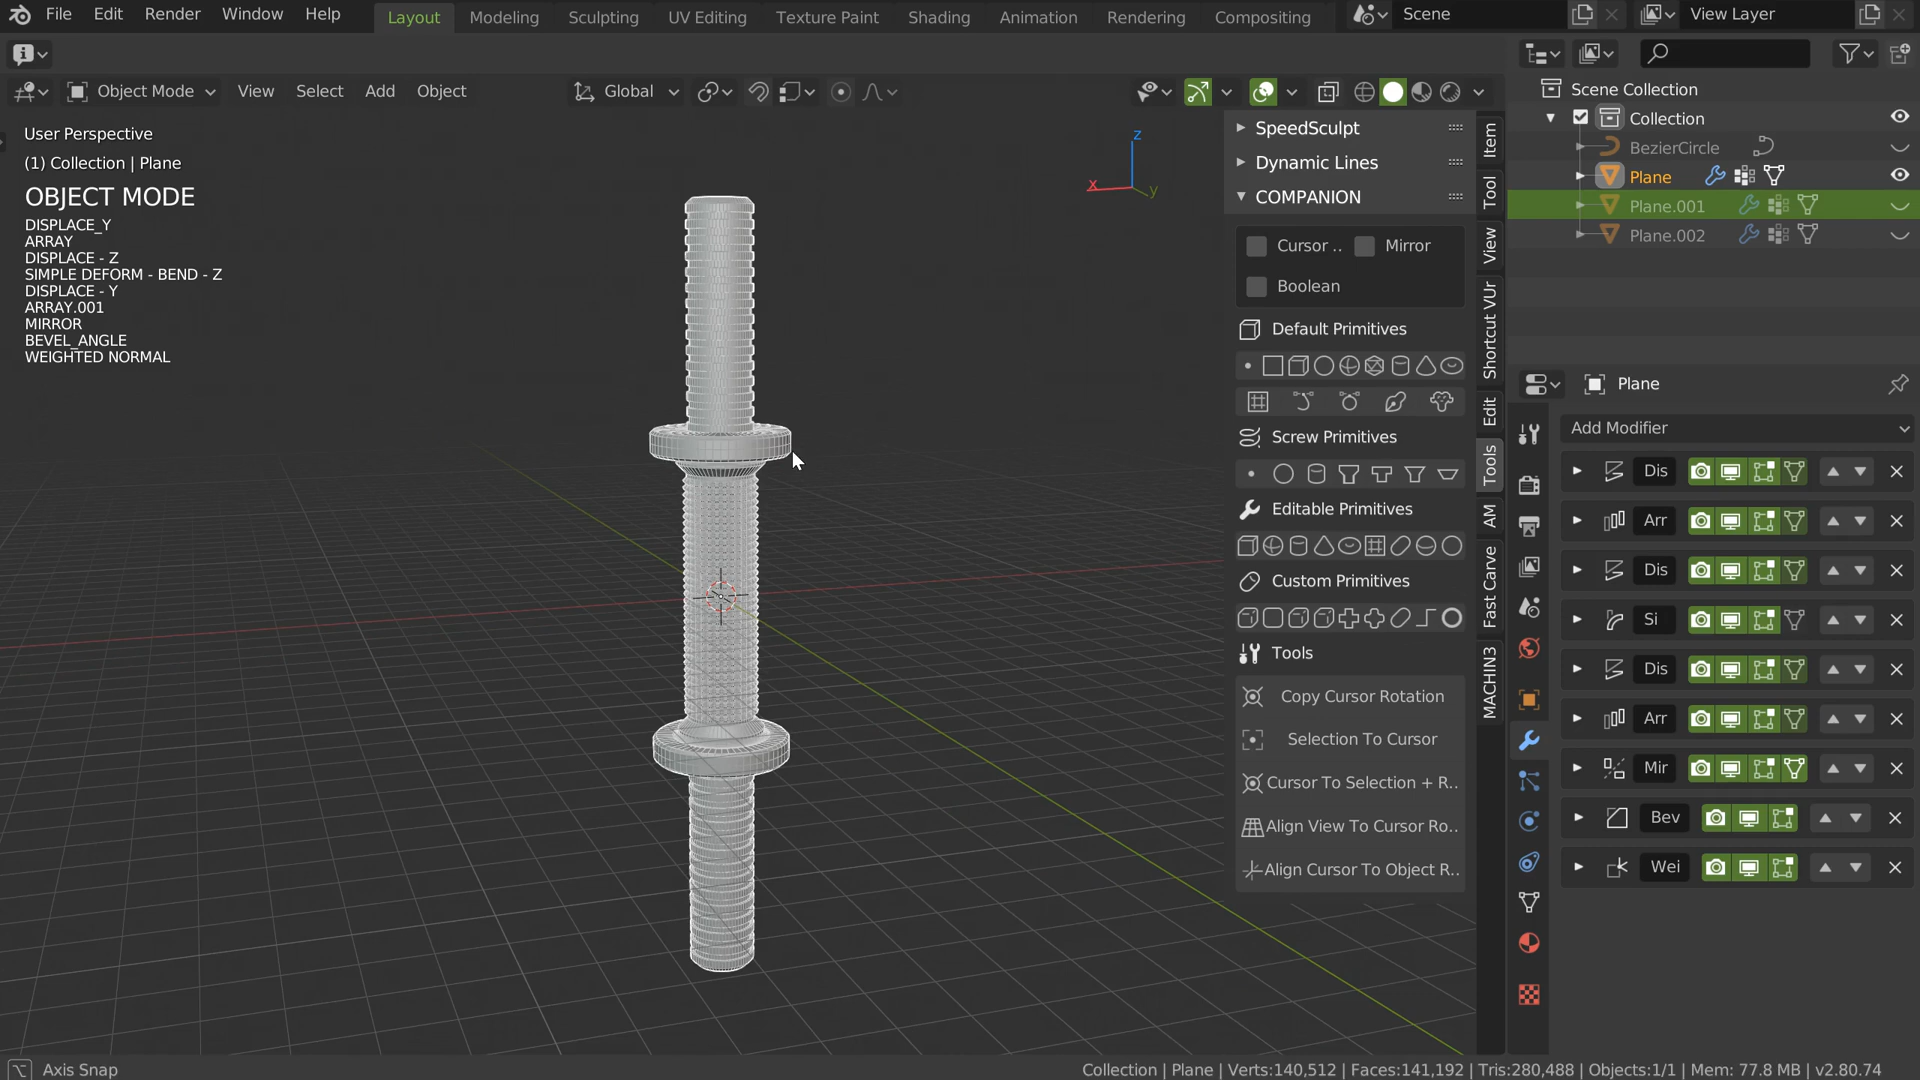 File Edit Render Window Help Layout Modeling Sculpting UV Editing Texture Paint Shading Animation Rendering Compositing Scene View Layer
Object Mode View Select Add Object Global
User Perspective
(1) Collection | Plane
OBJECT MODE
DISPLACE_Y
ARRAY
DISPLACE - Z
SIMPLE DEFORM - BEND - Z
DISPLACE - Y
ARRAY.001
MIRROR
BEVEL_ANGLE
WEIGHTED NORMAL
z
x
y
SpeedSculpt
Dynamic Lines
COMPANION
Cursor .. Mirror
Boolean
Default Primitives
Screw Primitives
Editable Primitives
Custom Primitives
Tools
Copy Cursor Rotation
Selection To Cursor
Cursor To Selection + R..
Align View To Cursor Ro..
Align Cursor To Object R..
Item
Tool
View
Shortcut VUr
Edit
Tools
AM
Fast Carve
MACHIN3
Scene Collection
Collection
BezierCircle
Plane
Plane.001
Plane.002
Plane
Add Modifier
Dis
Arr
Dis
Si
Dis
Arr
Mir
Bev
Wei
Axis Snap
Collection | Plane | Verts:140,512 | Faces:141,192 | Tris:280,488 | Objects:1/1 | Mem: 77.8 MB | v2.80.74